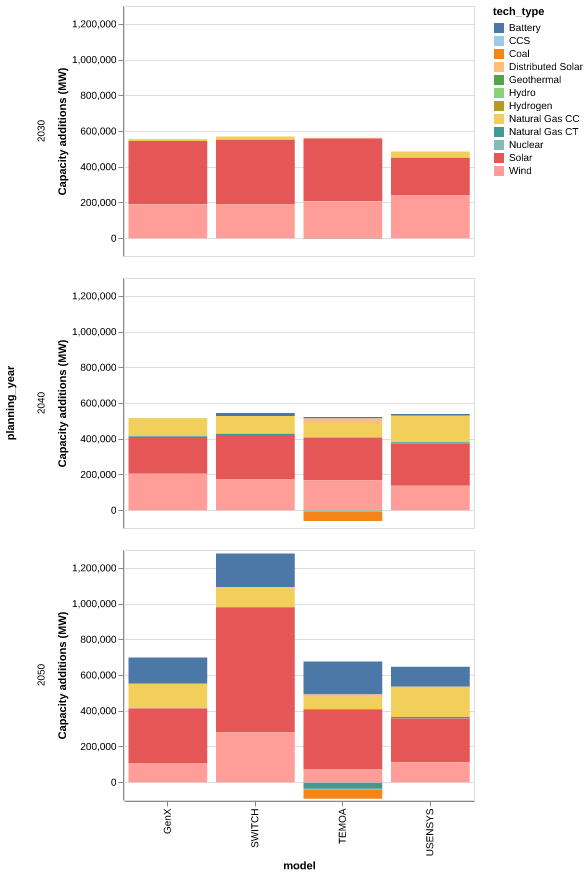 tech_type
Battery
CCS
Coal
Distributed Solar
Geothermal
Hydro
Hydrogen
Natural Gas CC
Natural Gas CT
Nuclear
Solar
Wind
planning_year
2030
Capacity additions (MW)
1,200,000
1,000,000
800,000
600,000
400,000
200,000
0
2040
Capacity additions (MW)
1,200,000
1,000,000
800,000
600,000
400,000
200,000
0
2050
Capacity additions (MW)
1,200,000
1,000,000
800,000
600,000
400,000
200,000
0
GenX
SWITCH
TEMOA
USENSYS
model